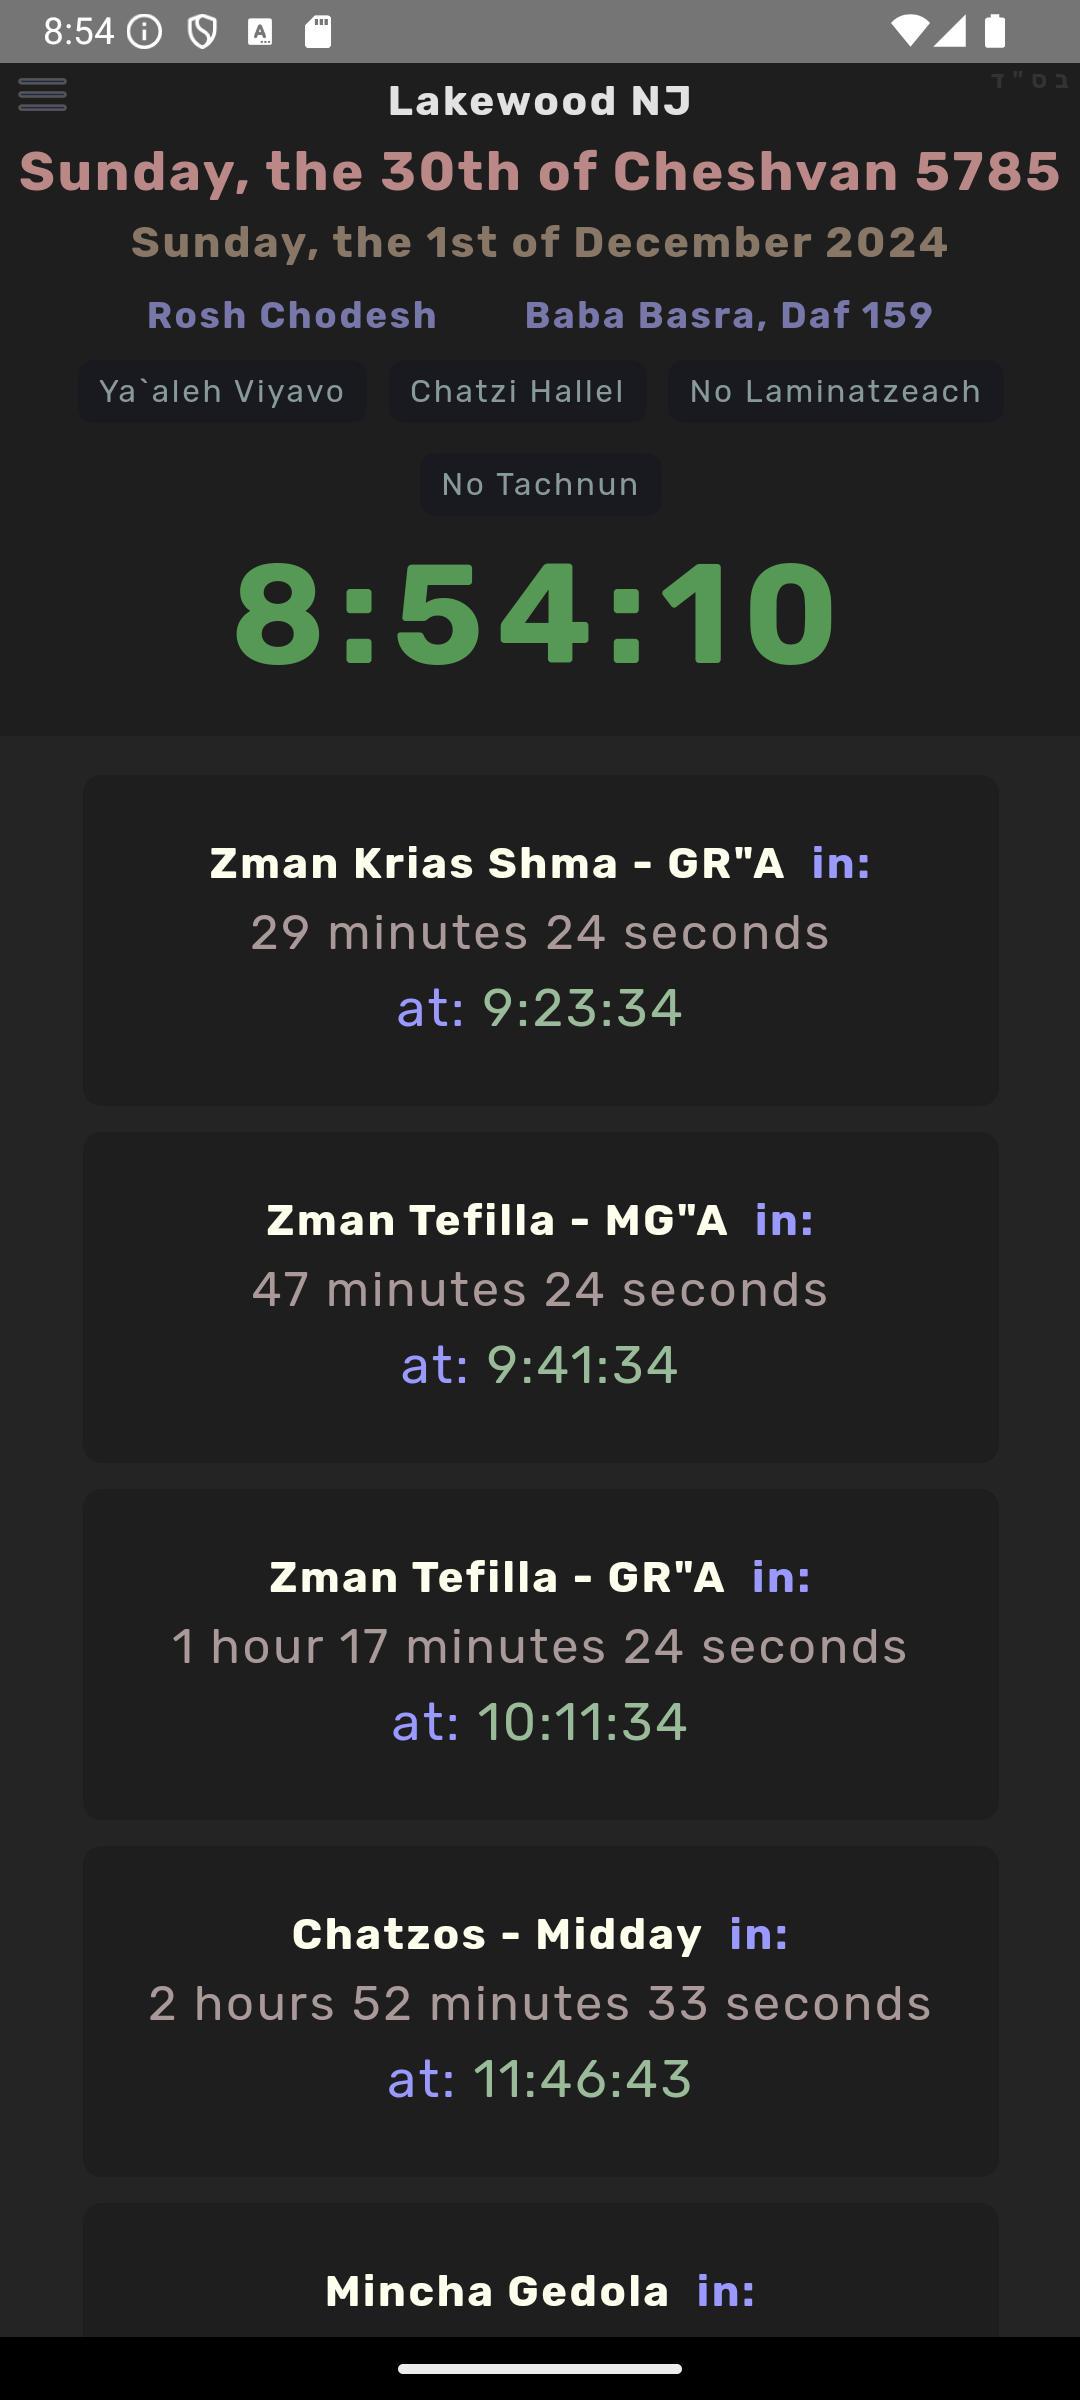 8:54
ב ס " ד
Lakewood NJ
Sunday, the 30th of Cheshvan 5785
Sunday, the 1st of December 2024
Rosh Chodesh Baba Basra, Daf 159
Ya`aleh Viyavo Chatzi Hallel No Laminatzeach
No Tachnun
8:54:10
Zman Krias Shma - GR"A in:
29 minutes 24 seconds
at: 9:23:34
Zman Tefilla - MG"A in:
47 minutes 24 seconds
at: 9:41:34
Zman Tefilla - GR"A in:
1 hour 17 minutes 24 seconds
at: 10:11:34
Chatzos - Midday in:
2 hours 52 minutes 33 seconds
at: 11:46:43
Mincha Gedola in: